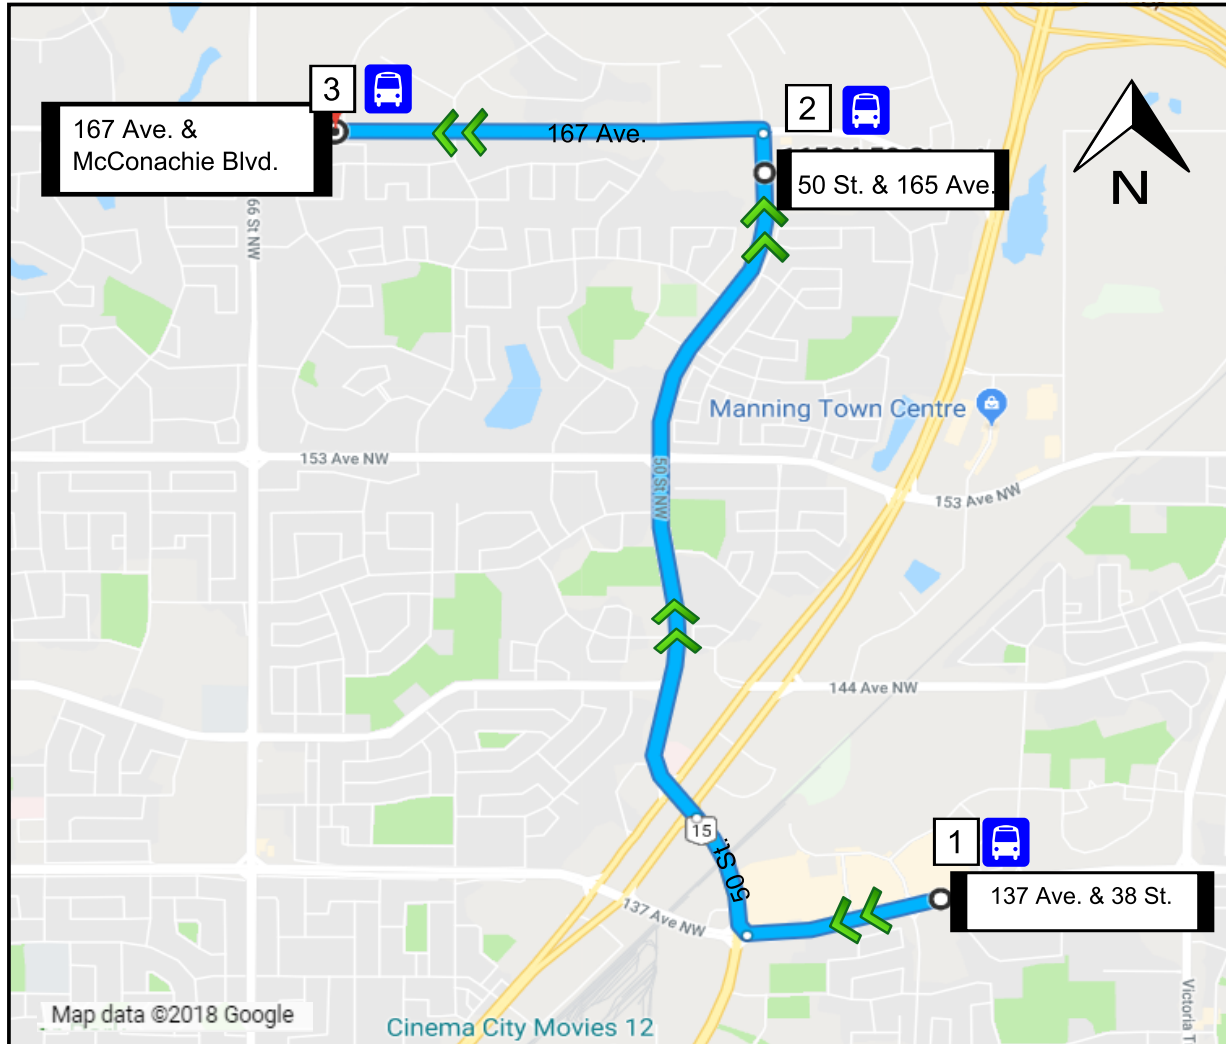 3
167 Ave. &
McConachie Blvd.
167 Ave.
2
50 St. & 165 Ave.
N
66 St NW
Manning Town Centre
153 Ave NW
50 St NW
153 Ave NW
144 Ave NW
15
50 St.
1
137 Ave. & 38 St.
137 Ave NW
Victoria T
Map data ©2018 Google
Cinema City Movies 12